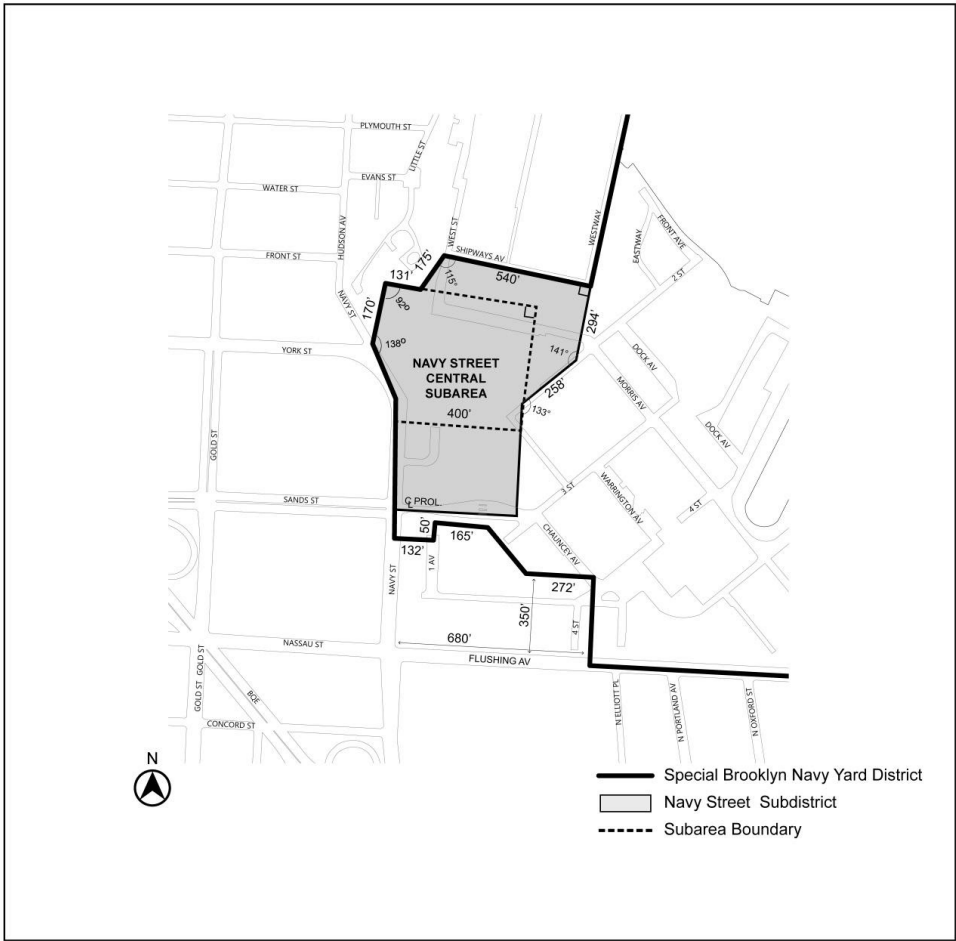 PLYMOUTH ST
LITTLE ST
EVANS ST
WATER ST
HUDSON AV
WEST ST
WESTWAY
FRONT AVE
EASTWAY
FRONT ST
SHIPWAYS AV
2 ST
131'
175'
115°
540'
170'
92º
NAVY ST
294'
YORK ST
138º
141°
NAVY STREET
CENTRAL
SUBAREA
DOCK AV
258'
MORRIS AV
400'
133°
DOCK AV
GOLD ST
3 ST
WARRINGTON AV
SANDS ST
℄ PROL.
4 ST
50'
165'
CHAUNCEY AV
132'
NAVY ST
1 AV
272'
350'
4 ST
680'
NASSAU ST
FLUSHING AV
GOLD ST
GOLD ST
BQE
CONCORD ST
N ELLIOTT PL
N PORTLAND AV
N OXFORD ST
N
Special Brooklyn Navy Yard District
Navy Street Subdistrict
Subarea Boundary